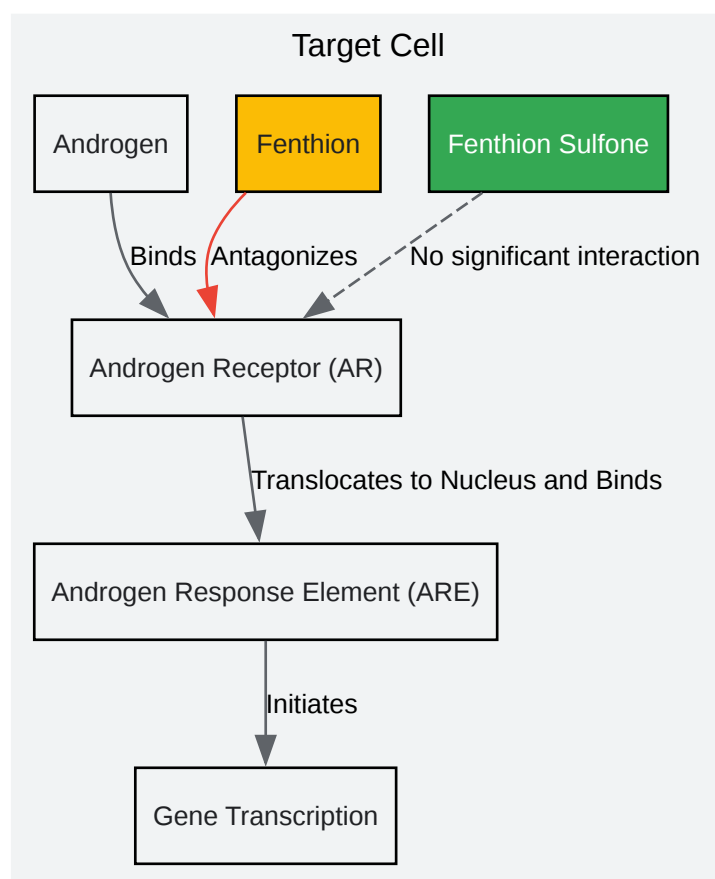 Target Cell
Androgen
Fenthion
Fenthion Sulfone
Binds
Antagonizes
No significant interaction
Androgen Receptor (AR)
Translocates to Nucleus and Binds
Androgen Response Element (ARE)
Initiates
Gene Transcription